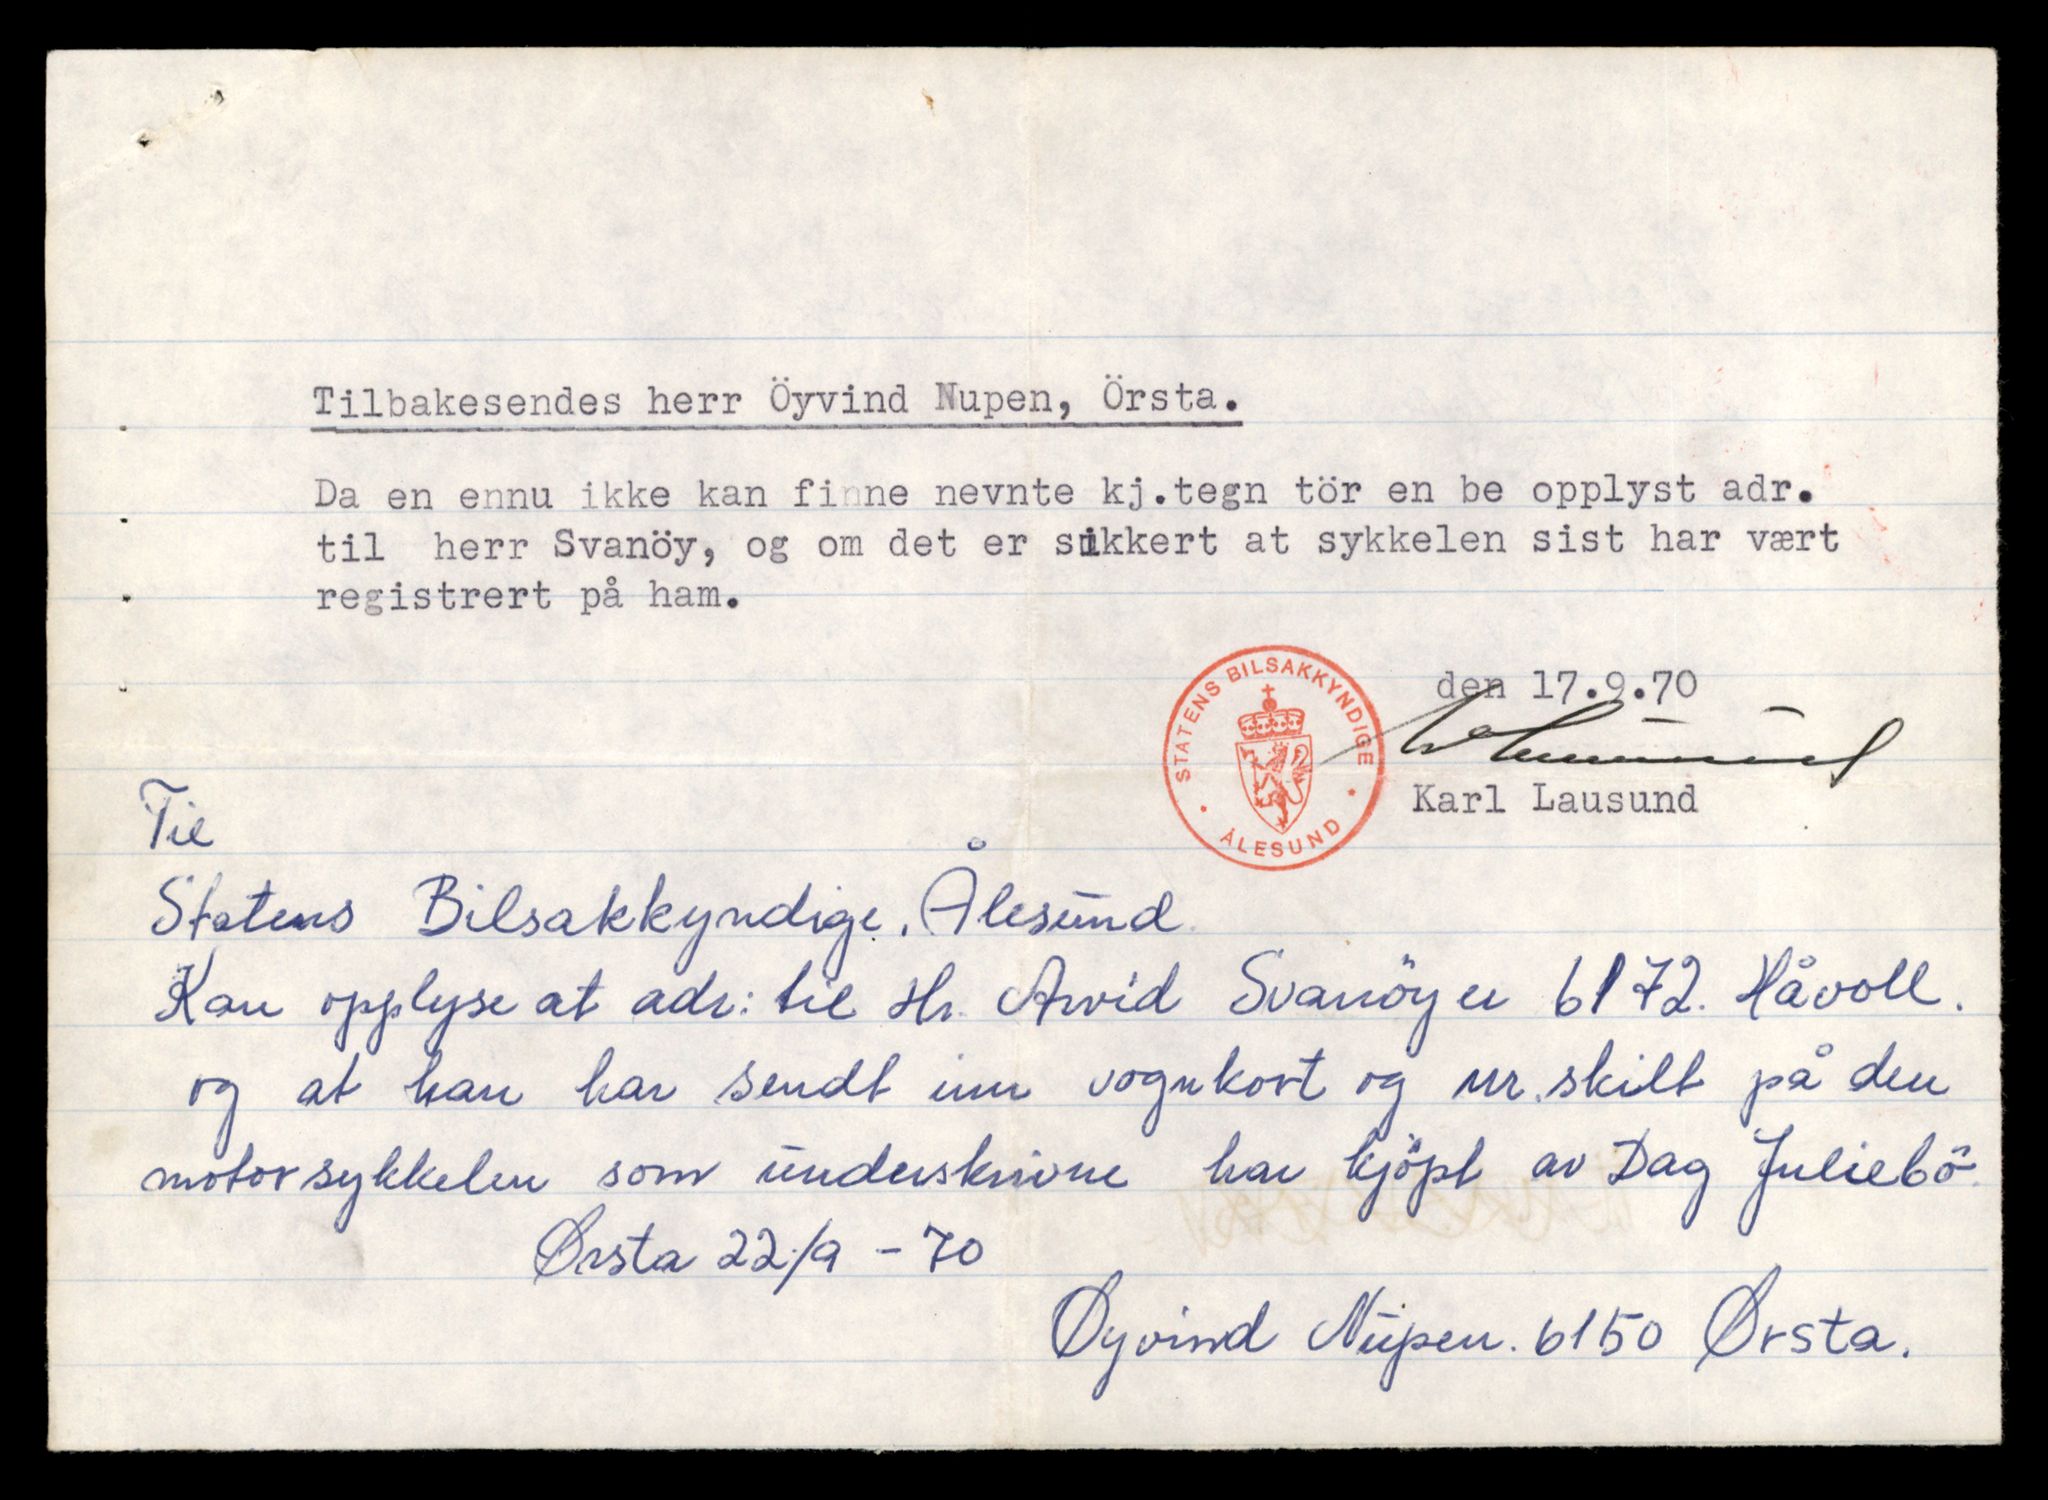 Tilbakesendes herr Öyvind Nupen, Örsta.
Da en ennu ikke kan finne nevnte kj.tegn tör en be opplyst adr.
til herr Svanöy, og om det er sikkert at sykkelen sist har vært
registrert på ham.
STATENS BILSAKKYNDIGE
ÅLESUND
den 17.9.70
Karl Lausund
Til
Statens Bilsakkyndige. Ålesund.
Kan opplyse at adr: til Hr. Arvid Svanöy er 6172. Håvoll.
og at han har sendt inn vognkort og nr. skilt på den
motorsykkelen som underskrivne har kjöpt av Dag Juliebö.
Ørsta 22/9 - 70
Øyvind Nupen. 6150 Ørsta.